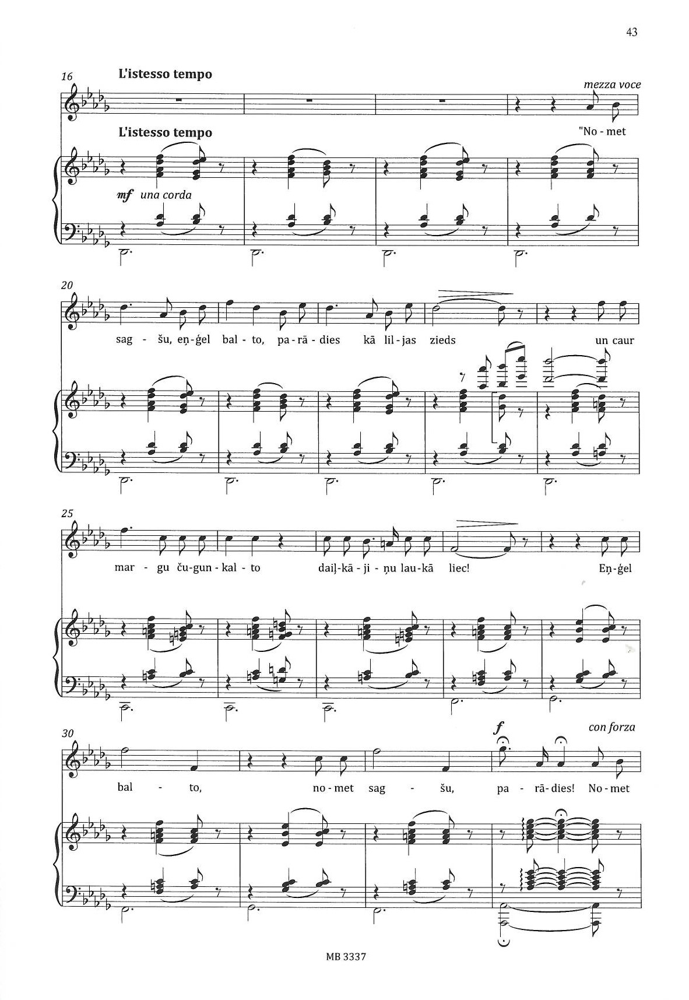 43
16
L'istesso tempo
mezza voce
"No - met
L'istesso tempo
mf una corda
20
sag - šu, eņ-ģel bal - to, pa - rā - dies kā lil - jas zieds un caur
25
mar - gu ču - gun - kal - to daiļ-kā - ji - ņu lau-kā liec! Eņ-ģel
30
f con forza
bal - to, no - met sag - šu, pa - rā-dies! No - met
MB 3337